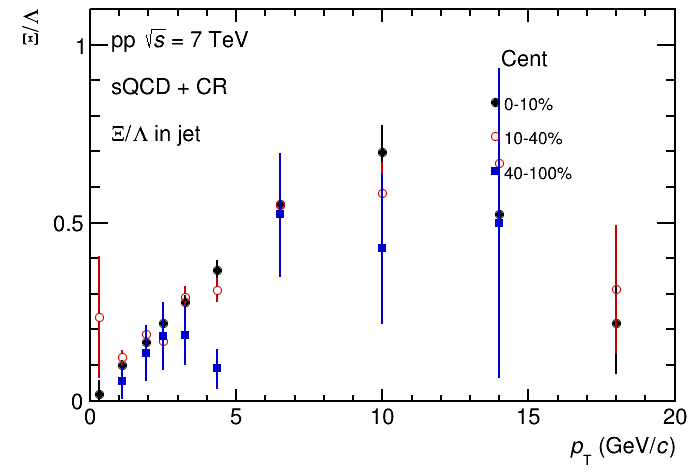 Ξ/Λ
pp √s = 7 TeV
sQCD + CR
Ξ/Λ in jet
Cent
0-10%
10-40%
40-100%
1
0.5
0
0 5 10 15 20
p_T (GeV/c)